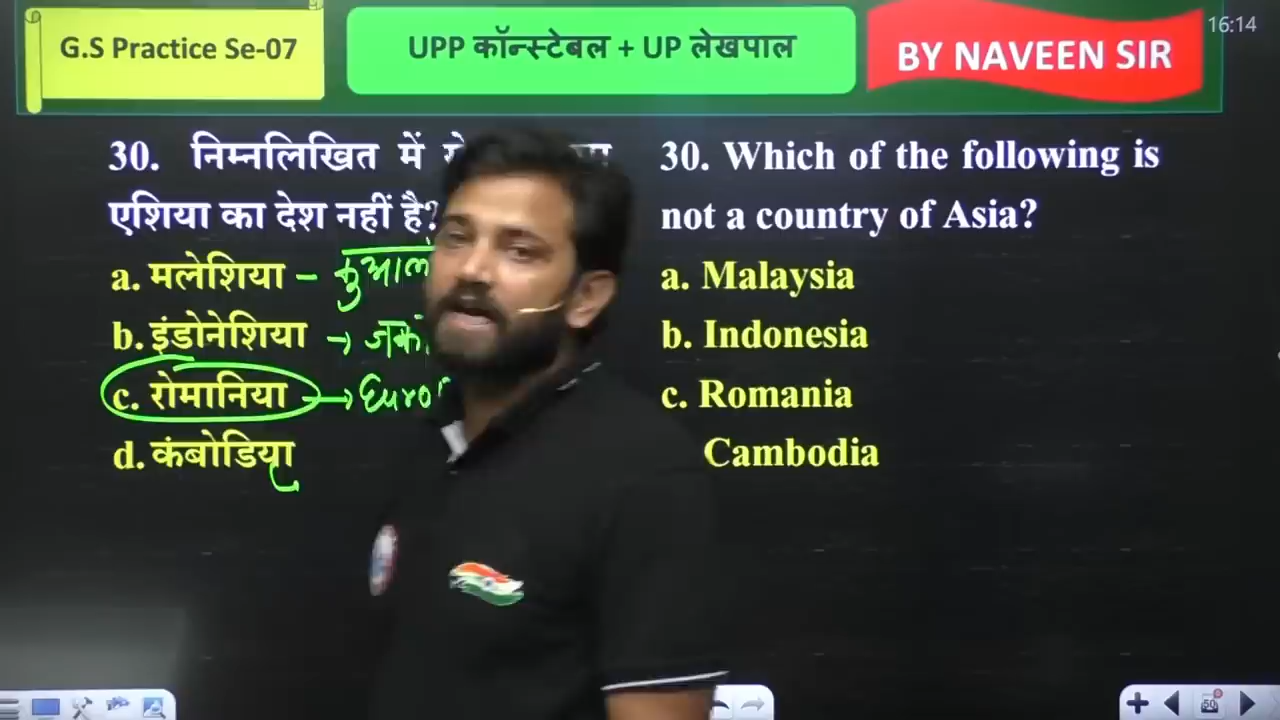 G.S Practice Se-07
UPP कॉन्स्टेबल + UP लेखपाल
BY NAVEEN SIR
16:14
30. निम्नलिखित में
एशिया का देश नहीं है?
a. मलेशिया –
b. इंडोनेशिया →
c. रोमानिया →
d. कंबोडिया
30. Which of the following is
not a country of Asia?
a. Malaysia
b. Indonesia
c. Romania
Cambodia